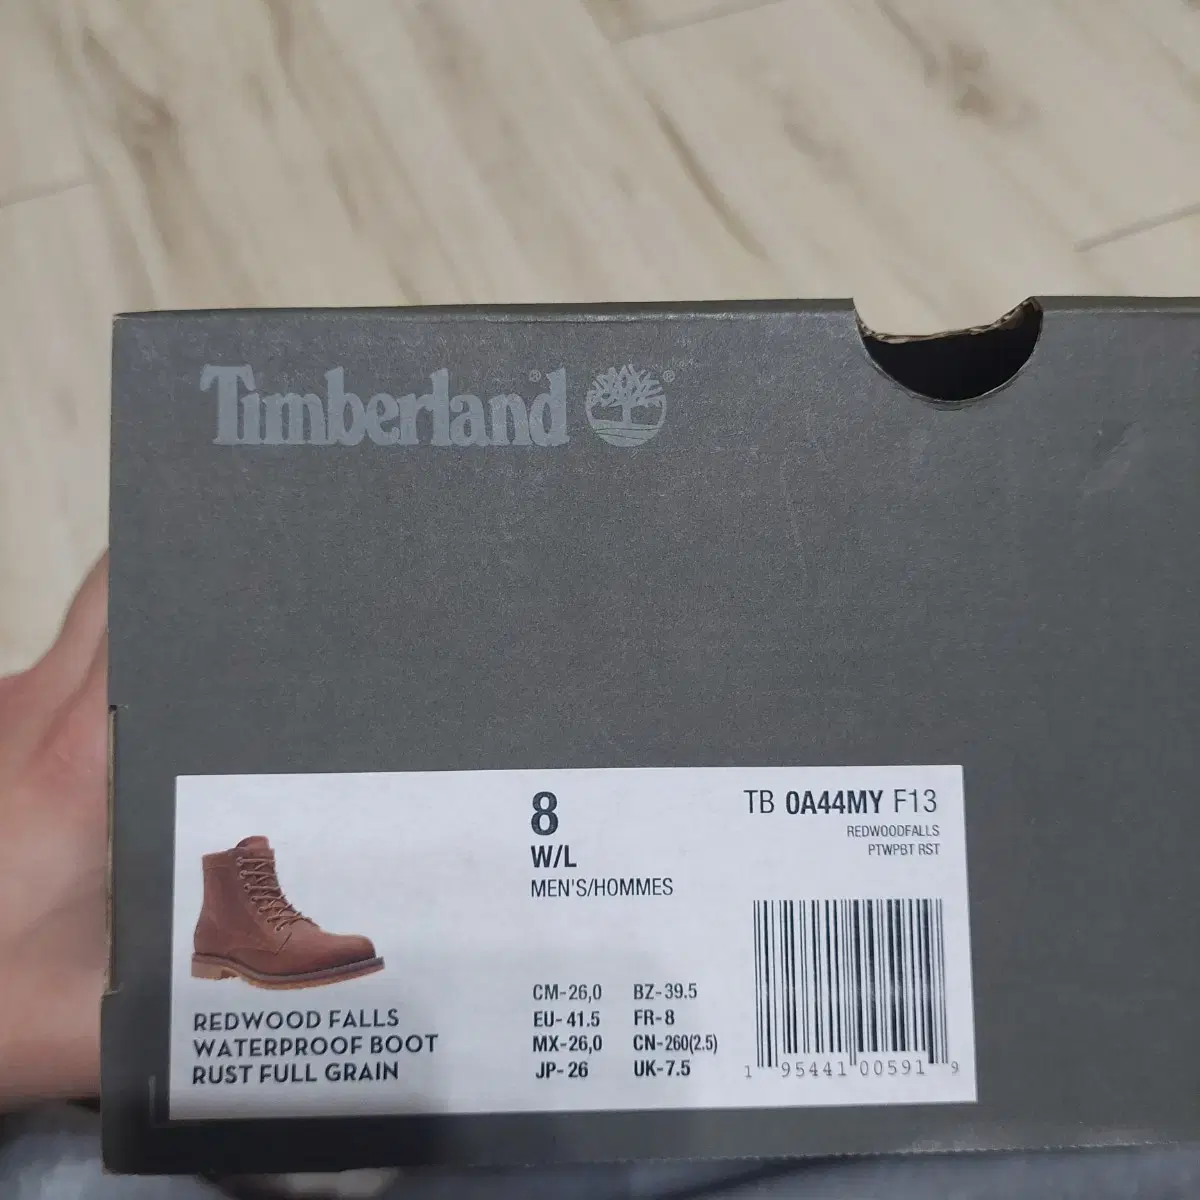 Timberland® ®
8
W/L
MEN'S/HOMMES
TB 0A44MY F13
REDWOODFALLS
PTWPBT RST
REDWOOD FALLS
WATERPROOF BOOT
RUST FULL GRAIN
CM-26,0 BZ-39.5
EU-41.5 FR-8
MX-26,0 CN-260(2.5)
JP-26 UK-7.5
1 95441 00591 9